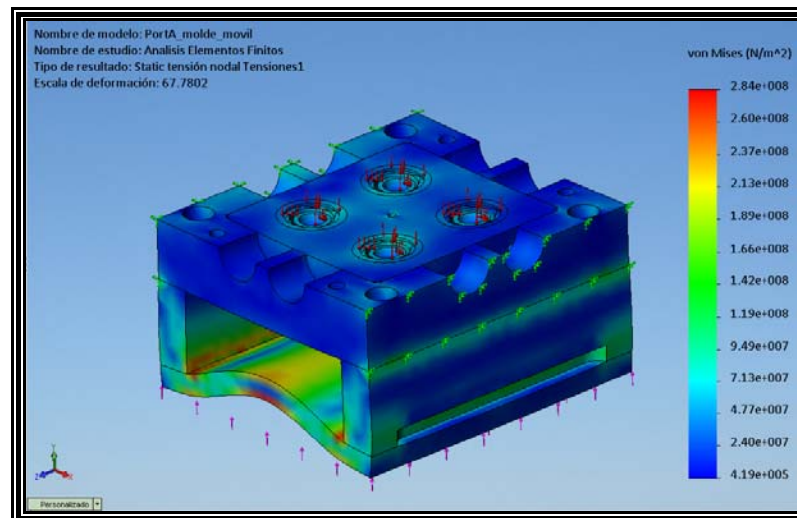 Nombre de modelo: PortA_molde_movil
Nombre de estudio: Analisis Elementos Finitos
Tipo de resultado: Static tensión nodal Tensiones1
Escala de deformación: 67.7802
von Mises (N/m^2)
2.84e+008
2.60e+008
2.37e+008
2.13e+008
1.89e+008
1.66e+008
1.42e+008
1.19e+008
9.49e+007
7.13e+007
4.77e+007
2.40e+007
4.19e+005
Y
Z
X
Personalizado